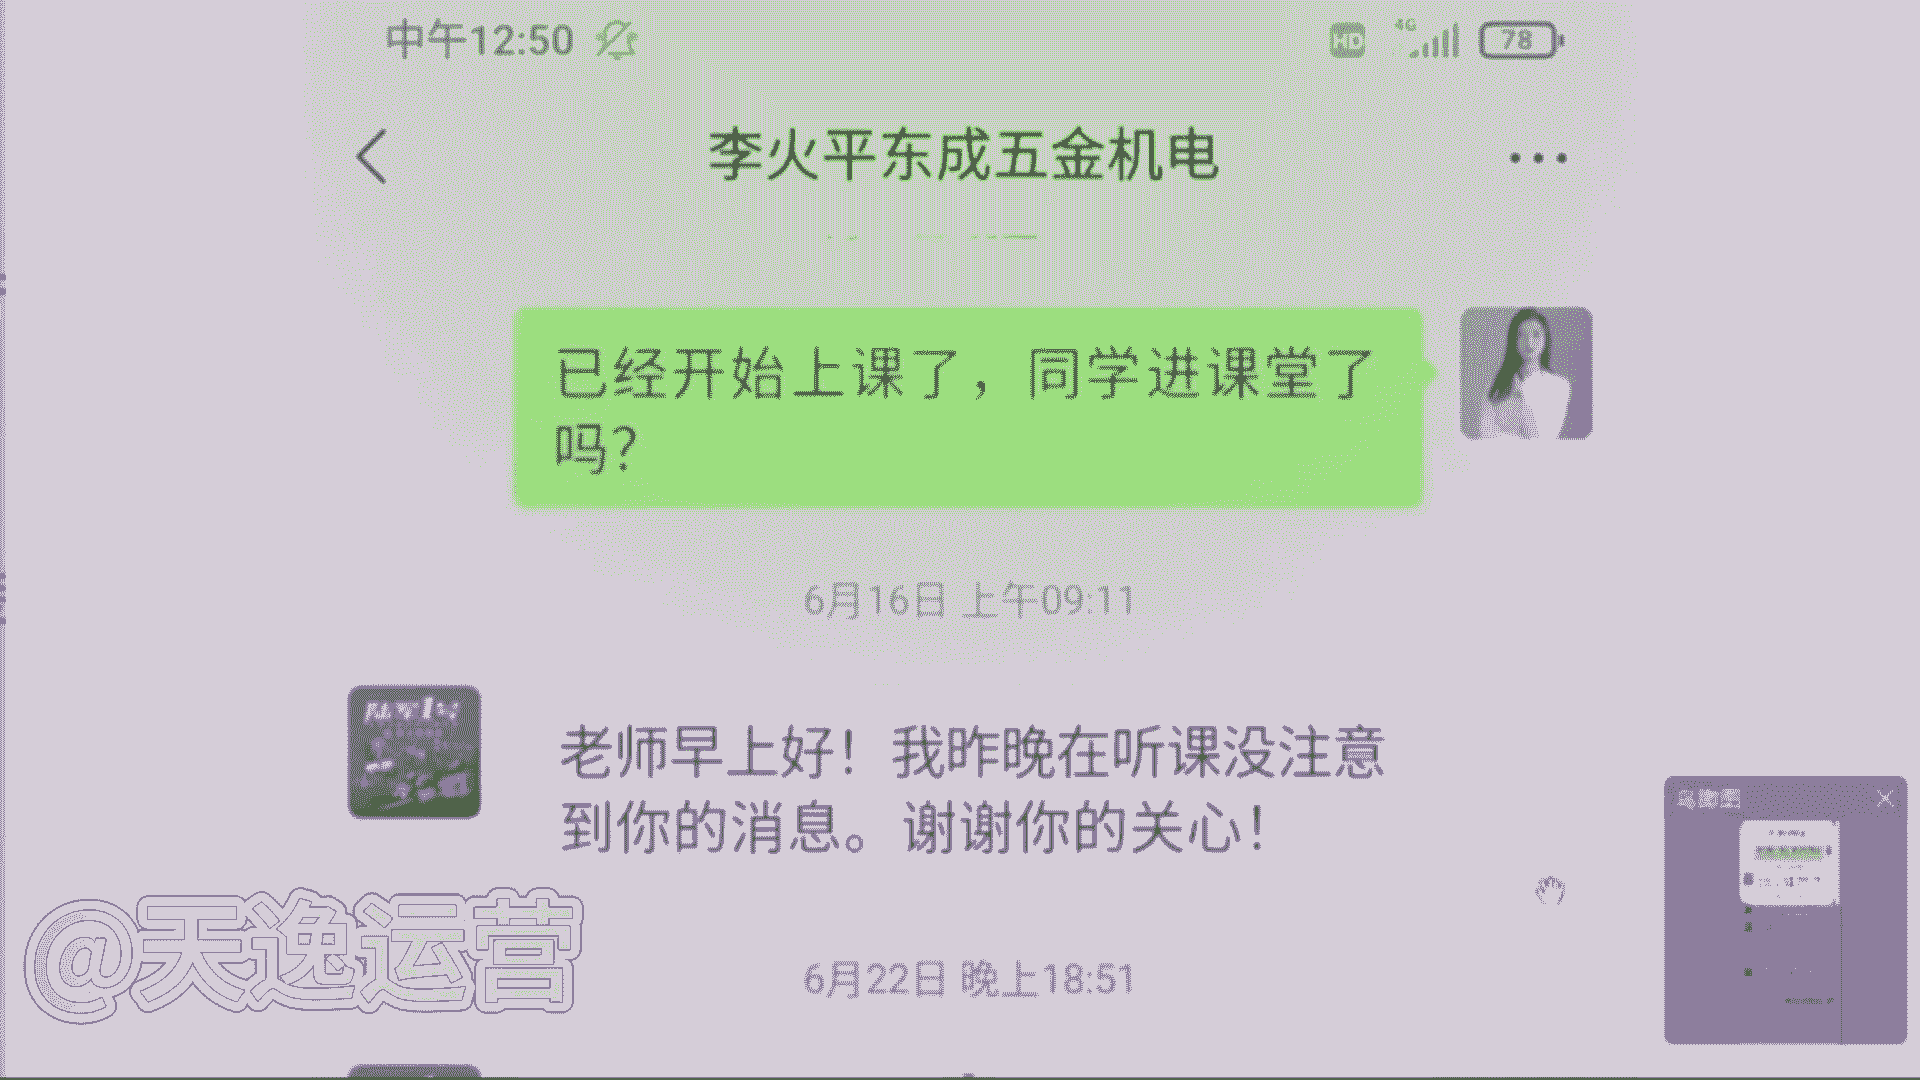 中午12:50
HD
4G
78
李火平东成五金机电
已经开始上课了，同学进课堂了
吗？
6月16日 上午09:11
老师早上好！我昨晚在听课没注意
到你的消息。谢谢你的关心！
@天逸运营
6月22日 晚上18:51